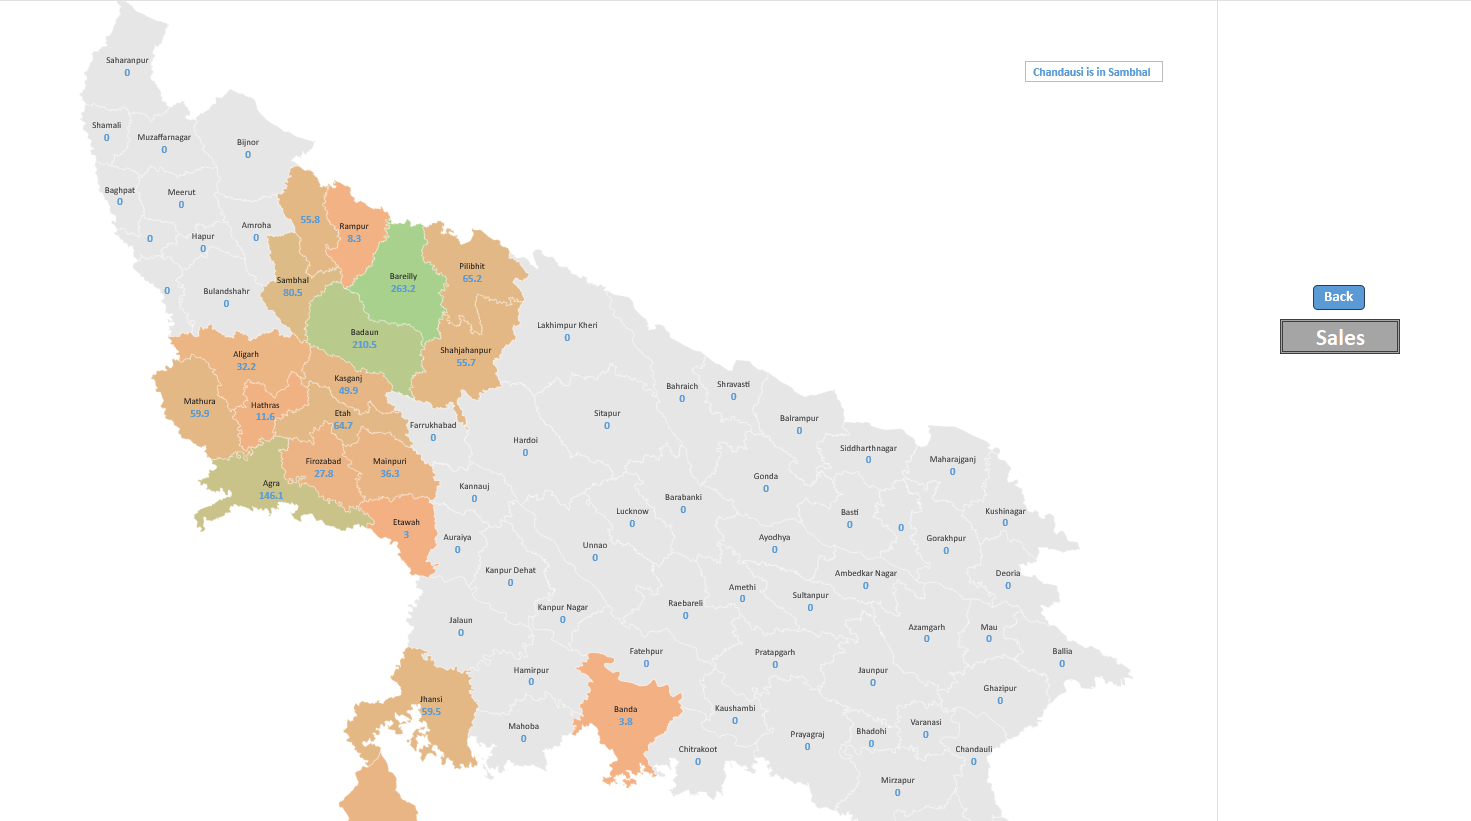 Saharanpur
0
Chandausi is in Sambhal
Shamali
0
Muzaffarnagar
0
Bijnor
0
Baghpat
0
Meerut
0
55.8
Rampur
8.3
Amroha
0
Hapur
0
0
Pilibhit
65.2
Bareilly
263.2
Sambhal
80.5
0
Bulandshahr
0
Back
Sales
Lakhimpur Kheri
0
Badaun
210.5
Aligarh
32.2
Shahjahanpur
55.7
Kasganj
49.9
Bahraich
0
Shravasti
0
Mathura
59.9
Hathras
11.6
Etah
64.7
Farrukhabad
0
Sitapur
0
Balrampur
0
Hardoi
0
Siddharthnagar
0
Maharajganj
0
Firozabad
27.8
Mainpuri
36.3
Agra
146.1
Kannauj
0
Gonda
0
Barabanki
0
Lucknow
0
Basti
0
0
Kushinagar
0
Etawah
3
Auraiya
0
Unnao
0
Ayodhya
0
Gorakhpur
0
Kanpur Dehat
0
Ambedkar Nagar
0
Deoria
0
Amethi
0
Sultanpur
0
Raebareli
0
Kanpur Nagar
0
Jalaun
0
Azamgarh
0
Mau
0
Fatehpur
0
Pratapgarh
0
Ballia
0
Hamirpur
0
Jaunpur
0
Ghazipur
0
Jhansi
59.5
Banda
3.8
Kaushambi
0
Mahoba
0
Prayagraj
0
Bhadohi
0
Varanasi
0
Chitrakoot
0
Chandauli
0
Mirzapur
0